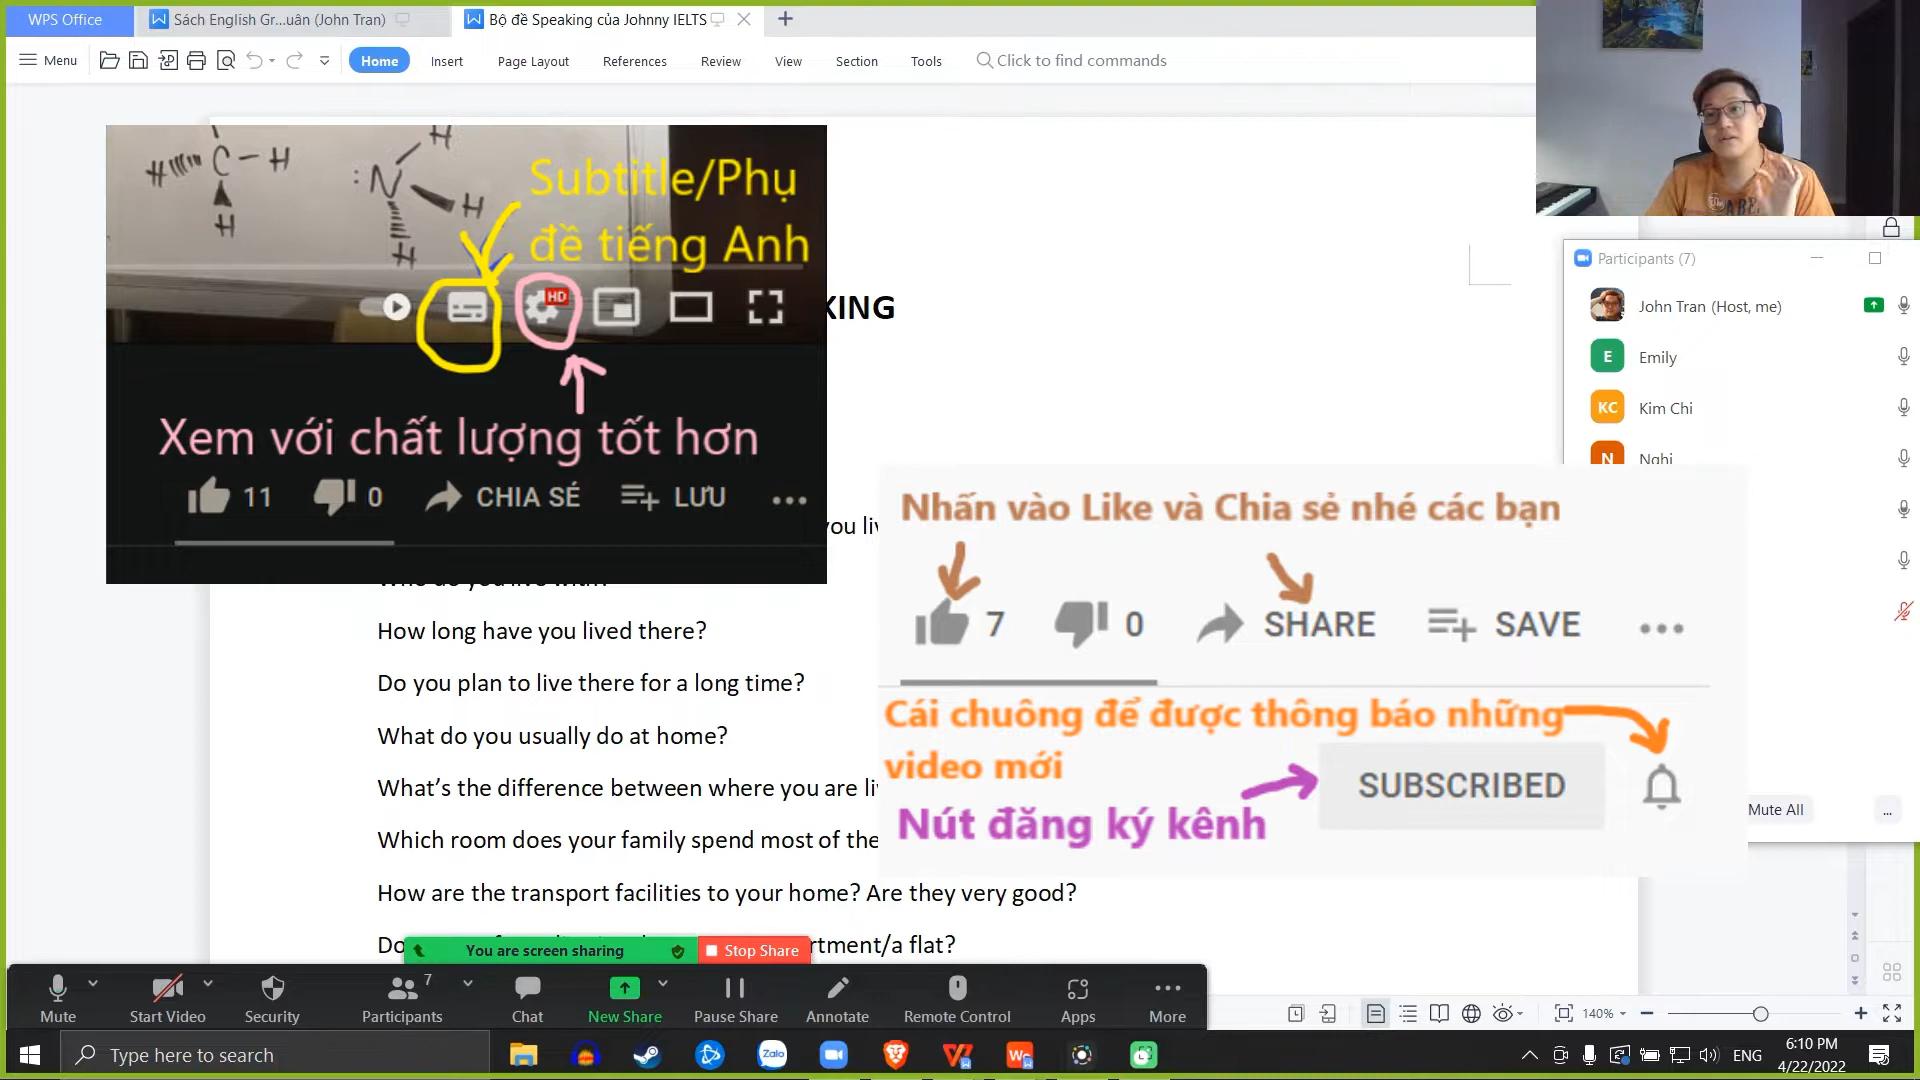 WPS Office
Sách English Gr...uân (John Tran)
Bộ đề Speaking của Johnny IELTS
Menu
Home
Insert
Page Layout
References
Review
View
Section
Tools
Click to find commands
Participants (7)
John Tran (Host, me)
E
Emily
KC
Kim Chi
N
Nghi
Mute All
...
H
C
H
H
H
:N
H
H
Subtitle/Phụ
đề tiếng Anh
HD
Xem với chất lượng tốt hơn
11
0
CHIA SẺ
LƯU
KING
Nhấn vào Like và Chia sẻ nhé các bạn
7
0
SHARE
SAVE
Cái chuông để được thông báo những
video mới
SUBSCRIBED
Nút đăng ký kênh
you
How long have you lived there?
Do you plan to live there for a long time?
What do you usually do at home?
What's the difference between where you are
Which room does your family spend most of the
How are the transport facilities to your home? Are they very good?
Do
/a flat?
You are screen sharing
Stop Share
Mute
Start Video
Security
7
Participants
Chat
New Share
Pause Share
Annotate
Remote Control
Apps
More
140%
Type here to search
Zalo
ENG
6:10 PM
4/22/2022